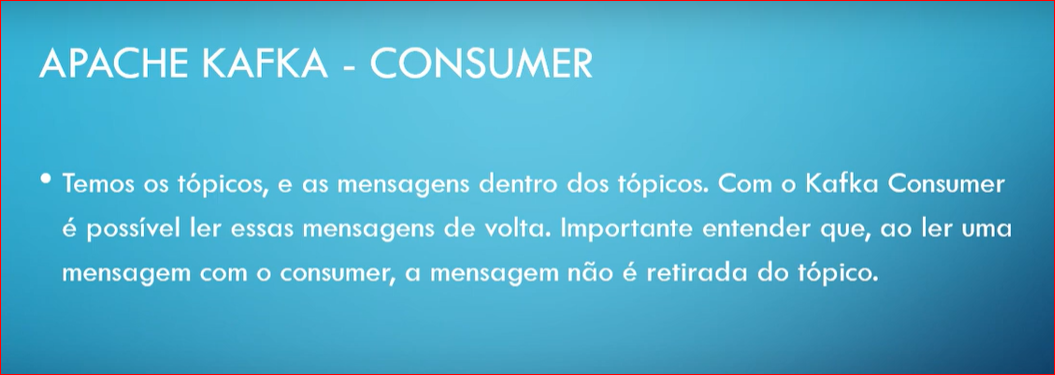 APACHE KAFKA - CONSUMER
• Temos os tópicos, e as mensagens dentro dos tópicos. Com o Kafka Consumer
é possível ler essas mensagens de volta. Importante entender que, ao ler uma
mensagem com o consumer, a mensagem não é retirada do tópico.